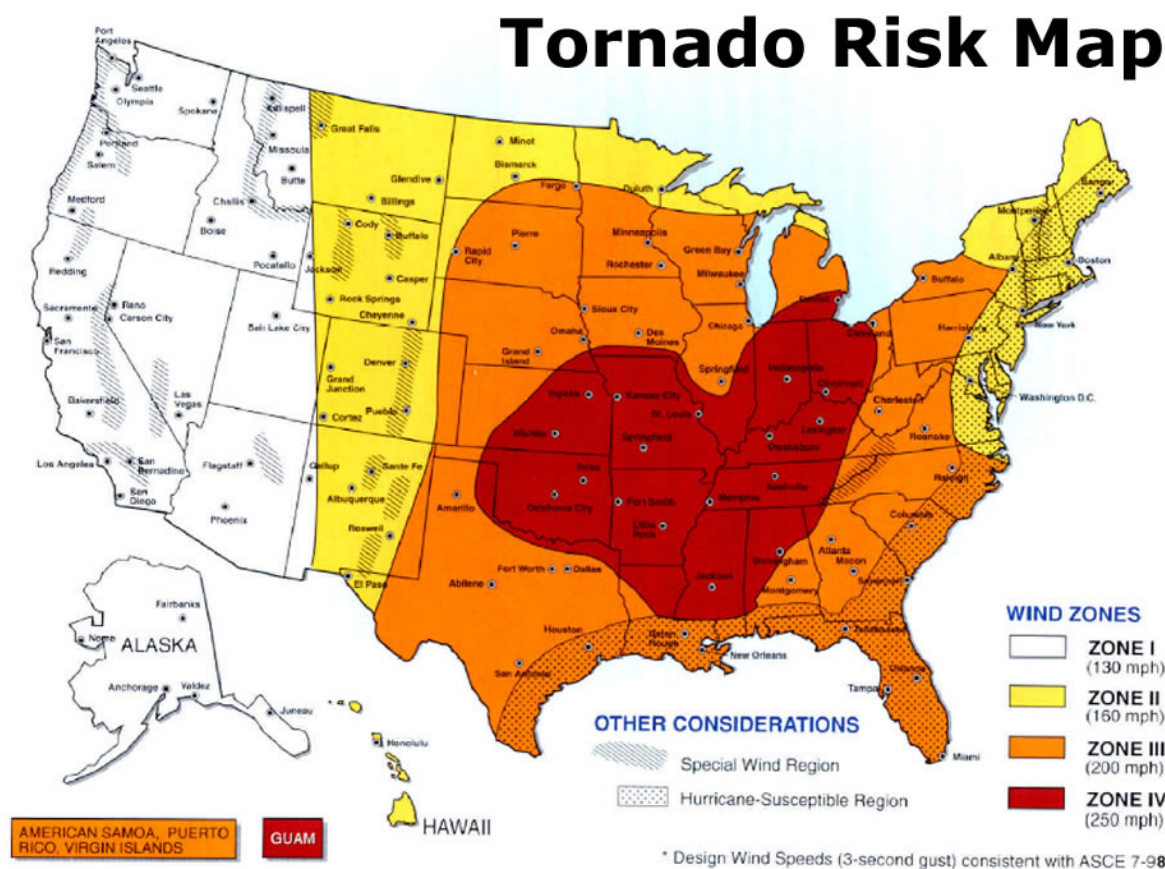 Tornado Risk Map
Port
Angelos
Seattle
Olympia
Spokane
Kalispell
Great Falls
Minot
Missoula
Bismarck
Portland
Salem
Butte
Glendive
Fargo
Duluth
Bangor
Medford
Challis
Billings
Boise
Cody
Buffalo
Pierre
Minneapolis
Green Bay
Montpelier
Redding
Pocatello
Jackson
Casper
Rapid
City
Rochester
Milwaukee
Buffalo
Albany
Boston
Sacramento
Reno
Carson City
Salt Lake City
Rock Springs
Cheyenne
Sioux City
Detroit
San
Francisco
Omaha
Des
Moines
Chicago
Cleveland
Harrisburg
New York
Grand
Island
Denver
Grand
Junction
Springfield
Indianapolis
Cincinnati
Las
Vegas
Bakersfield
Cortez
Pueblo
Topeka
Kansas City
St. Louis
Charleston
Washington D.C.
Lexington
Roanoke
Wichita
Springfield
Owensboro
Los Angeles
San
Bernadino
Flagstaff
Gallup
Sante Fe
Tulsa
Nashville
Raleigh
San
Diego
Albuquerque
Amarillo
Oklahoma City
Fort Smith
Memphis
Phoenix
Roswell
Little
Rock
Columbia
Atlanta
Birmingham
Macon
El Paso
Abilene
Fort Worth
Dallas
Jackson
Montgomery
Savannah
Fairbanks
Nome
ALASKA
Houston
Baton
Rouge
New Orleans
Tallahassee
San Antonio
Orlando
Tampa
Anchorage
Valdez
Juneau
Miami
Honolulu
HAWAII
WIND ZONES
ZONE I
(130 mph)
ZONE II
(160 mph)
ZONE III
(200 mph)
ZONE IV
(250 mph)
OTHER CONSIDERATIONS
Special Wind Region
Hurricane-Susceptible Region
AMERICAN SAMOA, PUERTO
RICO, VIRGIN ISLANDS
GUAM
* Design Wind Speeds (3-second gust) consistent with ASCE 7-98